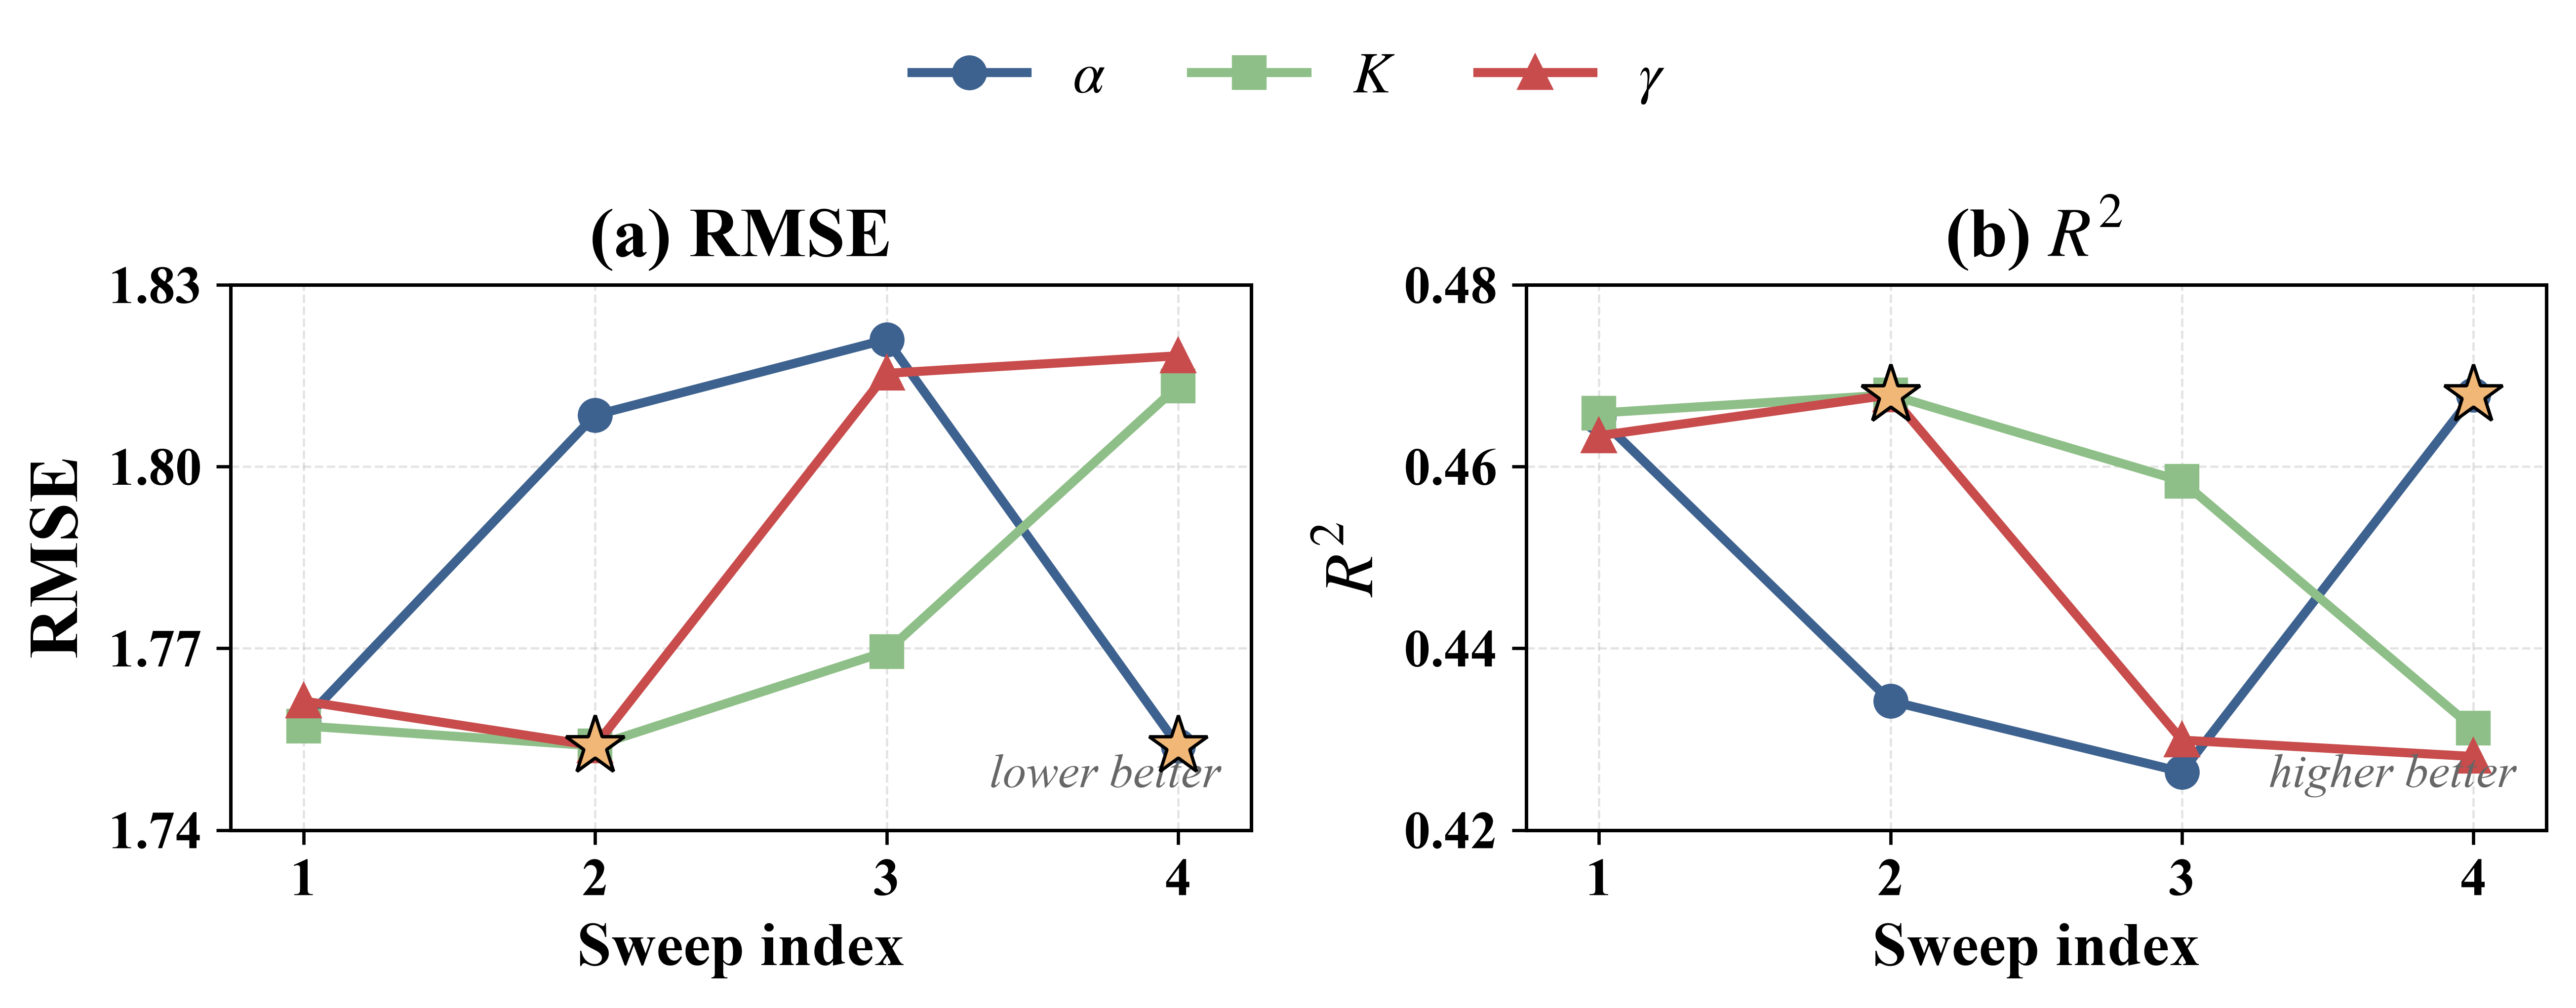 α K γ
(a) RMSE
1.83
1.80
1.77
1.74
RMSE
lower better
1 2 3 4
Sweep index
(b) R²
0.48
0.46
0.44
0.42
R²
higher better
1 2 3 4
Sweep index